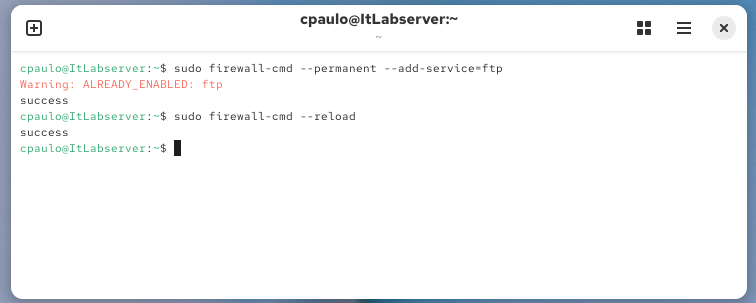 cpaulo@ItLabserver:~
~
cpaulo@ItLabserver:~$ sudo firewall-cmd --permanent --add-service=ftp
Warning: ALREADY_ENABLED: ftp
success
cpaulo@ItLabserver:~$ sudo firewall-cmd --reload
success
cpaulo@ItLabserver:~$